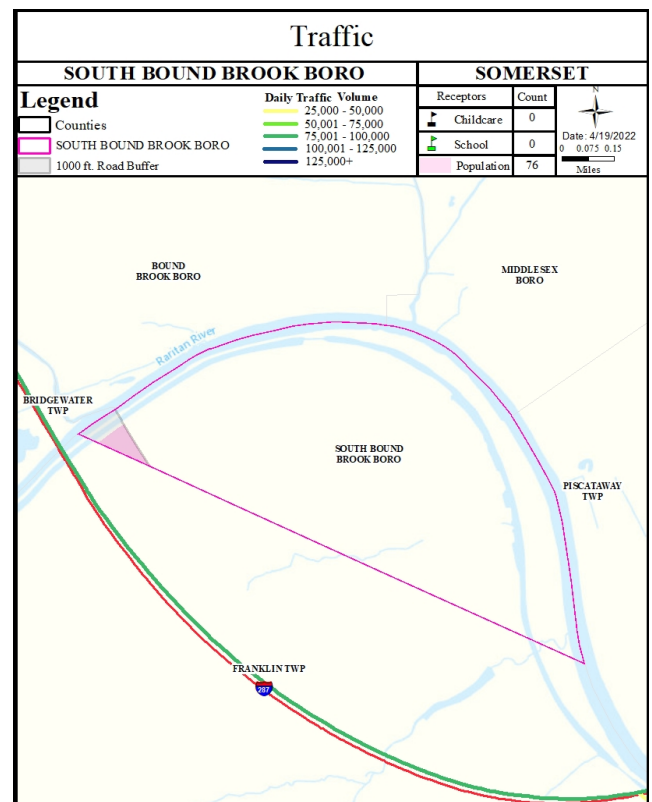 Traffic
SOUTH BOUND BROOK BORO
SOMERSET
Legend
Counties
SOUTH BOUND BROOK BORO
1000 ft. Road Buffer
Daily Traffic Volume
25,000 - 50,000
50,001 - 75,000
75,001 - 100,000
100,001 - 125,000
125,000+
Receptors Count
Childcare 0
School 0
Population 76
N
Date: 4/19/2022
0 0.075 0.15
Miles
BOUND
BROOK BORO
MIDDLESEX
BORO
Raritan River
BRIDGEWATER
TWP
SOUTH BOUND
BROOK BORO
PISCATAWAY
TWP
FRANKLIN TWP
287